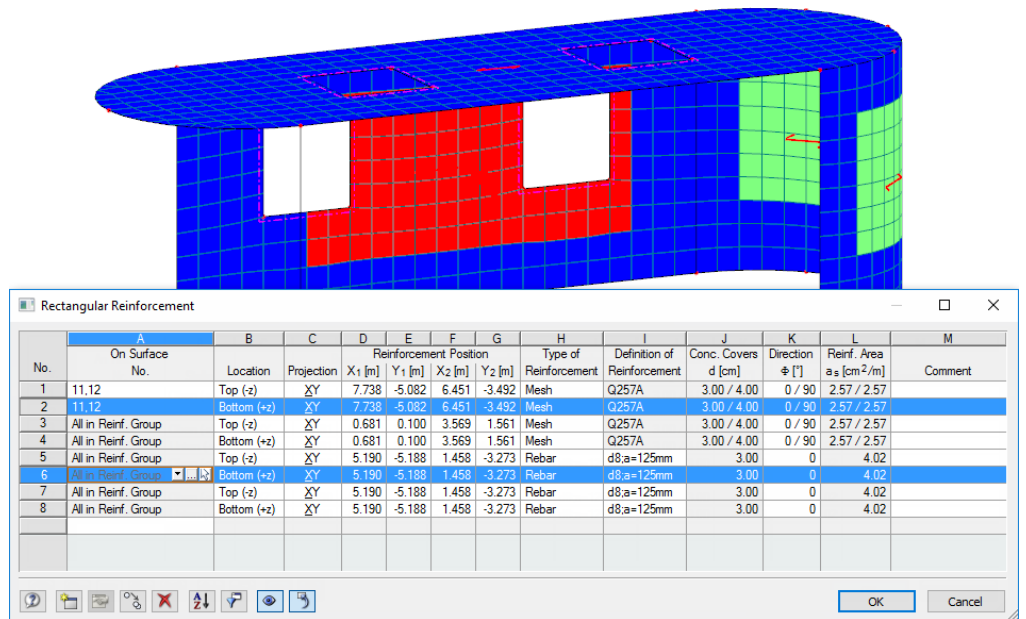 Rectangular Reinforcement
A B C D E F G H I J K L M
On Surface Reinforcement Position Type of Definition of Conc. Covers Direction Reinf. Area
No. No. Location Projection X1 [m] Y1 [m] X2 [m] Y2 [m] Reinforcement Reinforcement d [cm] Φ [°] as [cm2/m] Comment
1 11,12 Top (-z) XY 7.738 -5.082 6.451 -3.492 Mesh Q257A 3.00 / 4.00 0 / 90 2.57 / 2.57
2 11,12 Bottom (+z) XY 7.738 -5.082 6.451 -3.492 Mesh Q257A 3.00 / 4.00 0 / 90 2.57 / 2.57
3 All in Reinf. Group Top (-z) XY 0.681 0.100 3.569 1.561 Mesh Q257A 3.00 / 4.00 0 / 90 2.57 / 2.57
4 All in Reinf. Group Bottom (+z) XY 0.681 0.100 3.569 1.561 Mesh Q257A 3.00 / 4.00 0 / 90 2.57 / 2.57
5 All in Reinf. Group Top (-z) XY 5.190 -5.188 1.458 -3.273 Rebar d8;a=125mm 3.00 0 4.02
6 All in Reinf. Group ... Bottom (+z) XY 5.190 -5.188 1.458 -3.273 Rebar d8;a=125mm 3.00 0 4.02
7 All in Reinf. Group Top (-z) XY 5.190 -5.188 1.458 -3.273 Rebar d8;a=125mm 3.00 0 4.02
8 All in Reinf. Group Bottom (+z) XY 5.190 -5.188 1.458 -3.273 Rebar d8;a=125mm 3.00 0 4.02
OK Cancel